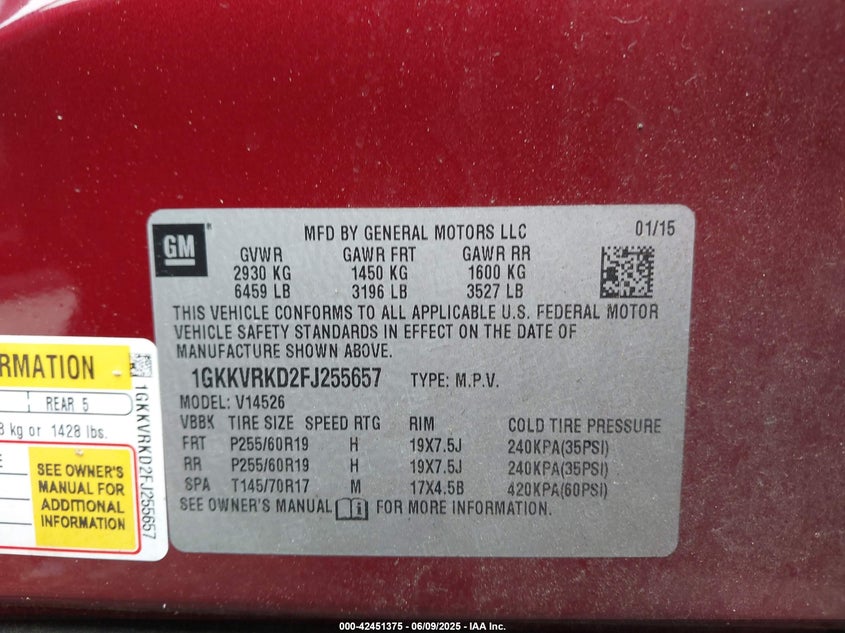 GM
MFD BY GENERAL MOTORS LLC 01/15
GVWR GAWR FRT GAWR RR
2930 KG 1450 KG 1600 KG
6459 LB 3196 LB 3527 LB
THIS VEHICLE CONFORMS TO ALL APPLICABLE U.S. FEDERAL MOTOR
VEHICLE SAFETY STANDARDS IN EFFECT ON THE DATE OF
MANUFACTURE SHOWN ABOVE.
1GKKVRKD2FJ255657 TYPE: M.P.V.
MODEL: V14526
VBBK TIRE SIZE SPEED RTG RIM COLD TIRE PRESSURE
FRT P255/60R19 H 19X7.5J 240KPA(35PSI)
RR P255/60R19 H 19X7.5J 240KPA(35PSI)
SPA T145/70R17 M 17X4.5B 420KPA(60PSI)
SEE OWNER'S MANUAL FOR MORE INFORMATION.
REAR 5
kg or 1428 lbs.
SEE OWNER'S
MANUAL FOR
ADDITIONAL
INFORMATION
1GKKVRKD2FJ255657
000-42451375 - 06/09/2025 - IAA Inc.